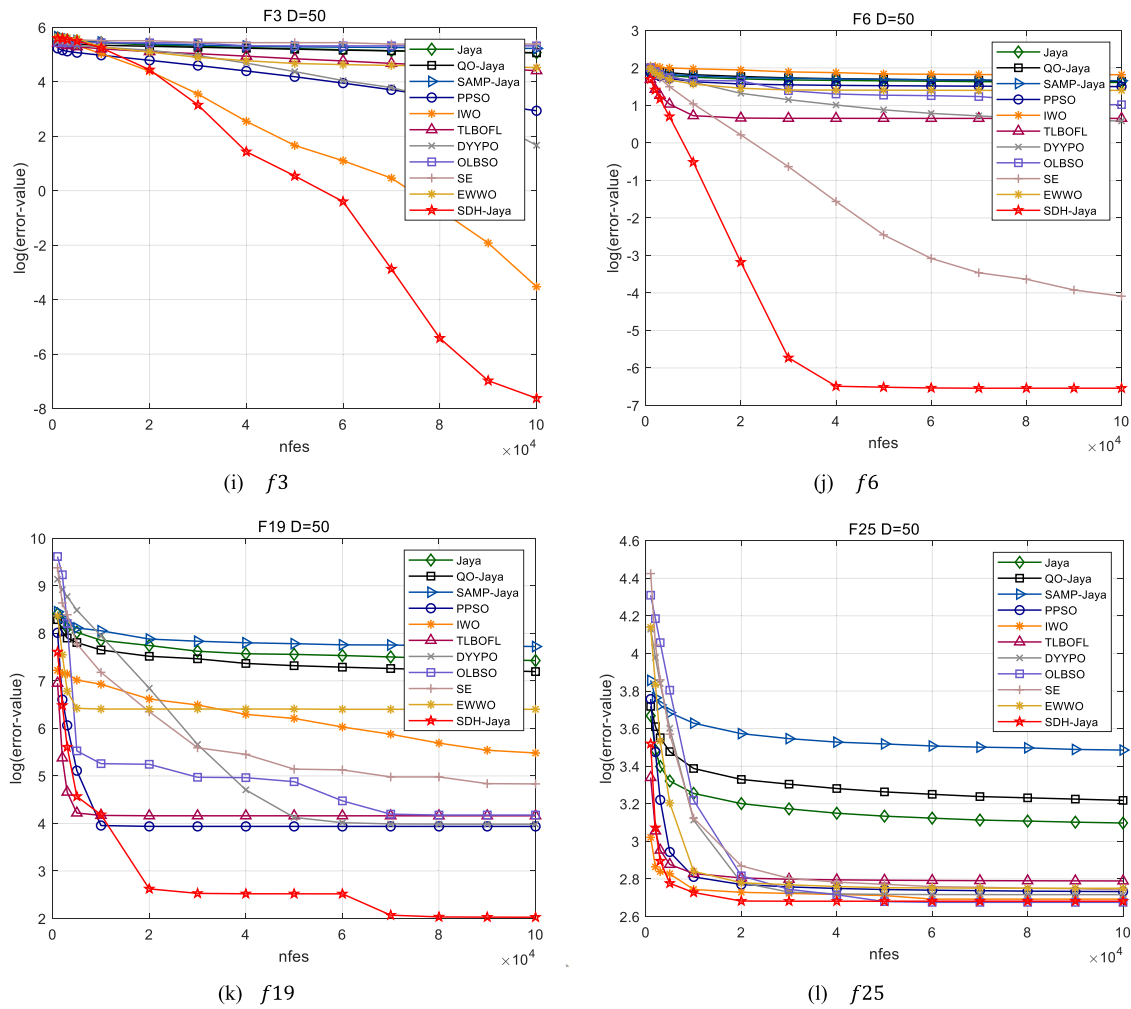 F3 D=50
log(error-value)
6
4
2
0
-2
-4
-6
-8
0
2
4
6
8
10
×10^4
nfes
Jaya
QO-Jaya
SAMP-Jaya
PPSO
IWO
TLBOFL
DYYPO
OLBSO
SE
EWWO
SDH-Jaya
(i) f3
F6 D=50
log(error-value)
3
2
1
0
-1
-2
-3
-4
-5
-6
-7
0
2
4
6
8
10
×10^4
nfes
Jaya
QO-Jaya
SAMP-Jaya
PPSO
IWO
TLBOFL
DYYPO
OLBSO
SE
EWWO
SDH-Jaya
(j) f6
F19 D=50
log(error-value)
10
9
8
7
6
5
4
3
2
0
2
4
6
8
10
×10^4
nfes
Jaya
QO-Jaya
SAMP-Jaya
PPSO
IWO
TLBOFL
DYYPO
OLBSO
SE
EWWO
SDH-Jaya
(k) f19
F25 D=50
log(error-value)
4.6
4.4
4.2
4
3.8
3.6
3.4
3.2
3
2.8
2.6
0
2
4
6
8
10
×10^4
nfes
Jaya
QO-Jaya
SAMP-Jaya
PPSO
IWO
TLBOFL
DYYPO
OLBSO
SE
EWWO
SDH-Jaya
(l) f25